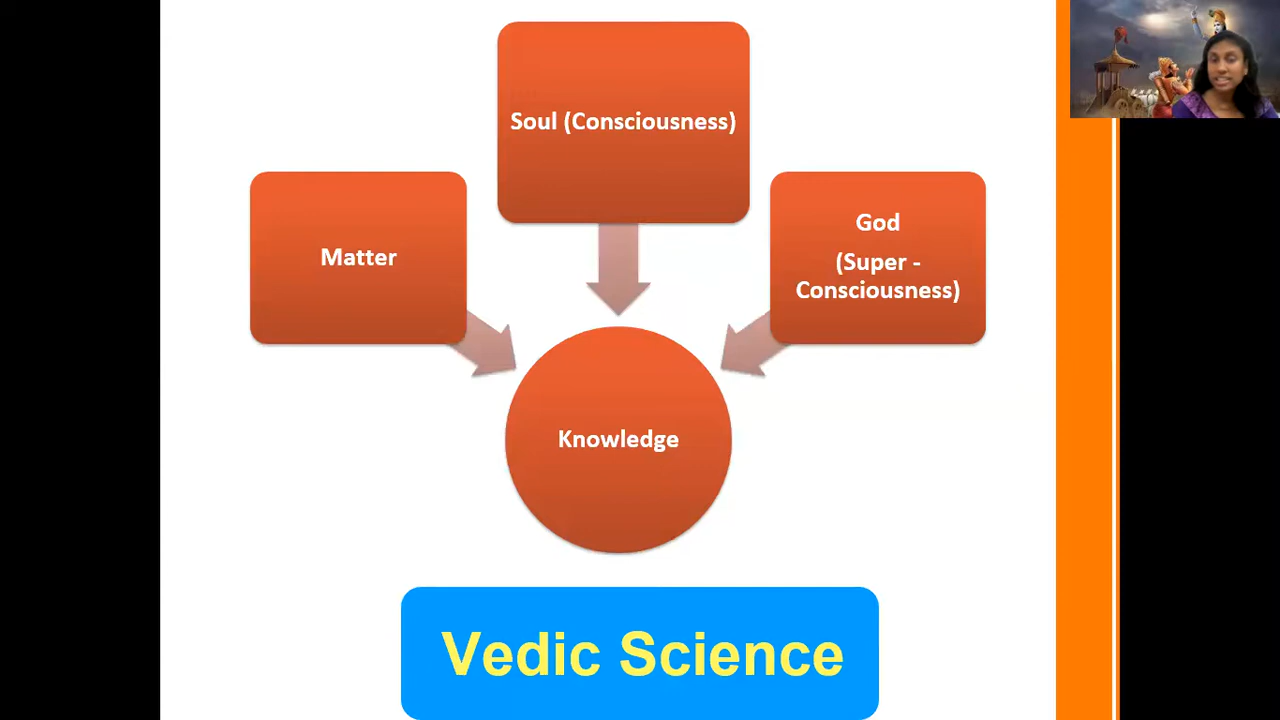 Soul (Consciousness)
Matter
God
(Super -
Consciousness)
Knowledge
Vedic Science